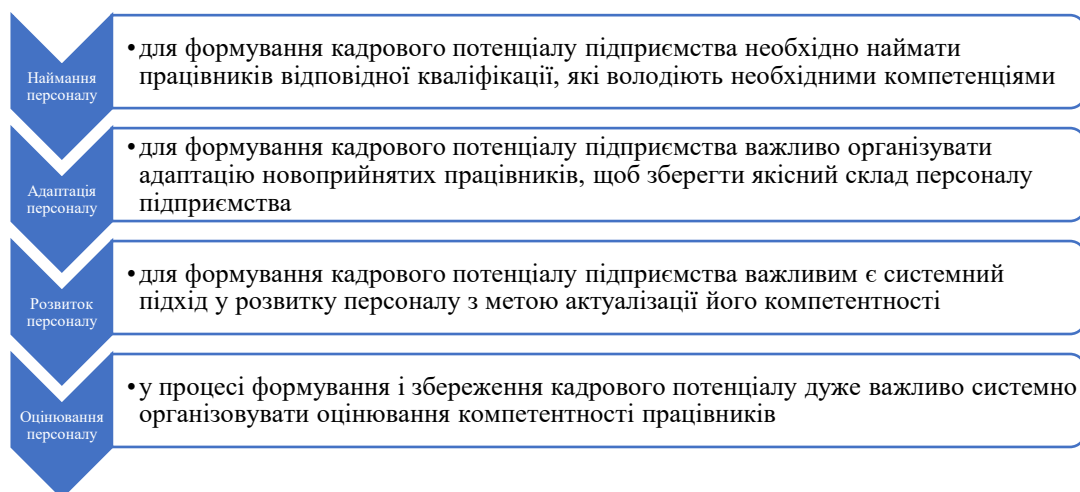 Наймання
персоналу
•для формування кадрового потенціалу підприємства необхідно наймати
працівників відповідної кваліфікації, які володіють необхідними компетенціями
Адаптація
персоналу
•для формування кадрового потенціалу підприємства важливо організувати
адаптацію новоприйнятих працівників, щоб зберегти якісний склад персоналу
підприємства
Розвиток
персоналу
•для формування кадрового потенціалу підприємства важливим є системний
підхід у розвитку персоналу з метою актуалізації його компетентності
Оцінювання
персоналу
•у процесі формування і збереження кадрового потенціалу дуже важливо системно
організовувати оцінювання компетентності працівників